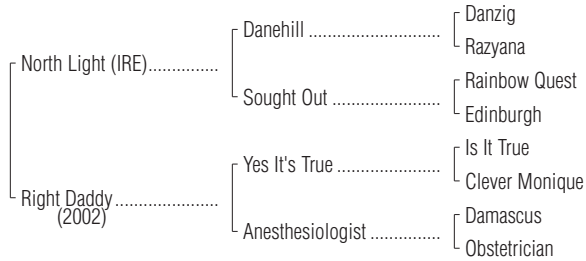 Danzig
Danehill ..............................
Razyana
North Light (IRE)................
Rainbow Quest
Sought Out .........................
Edinburgh
Is It True
Yes It's True ........................
Clever Monique
Right Daddy........................
(2002)
Damascus
Anesthesiologist ................
Obstetrician